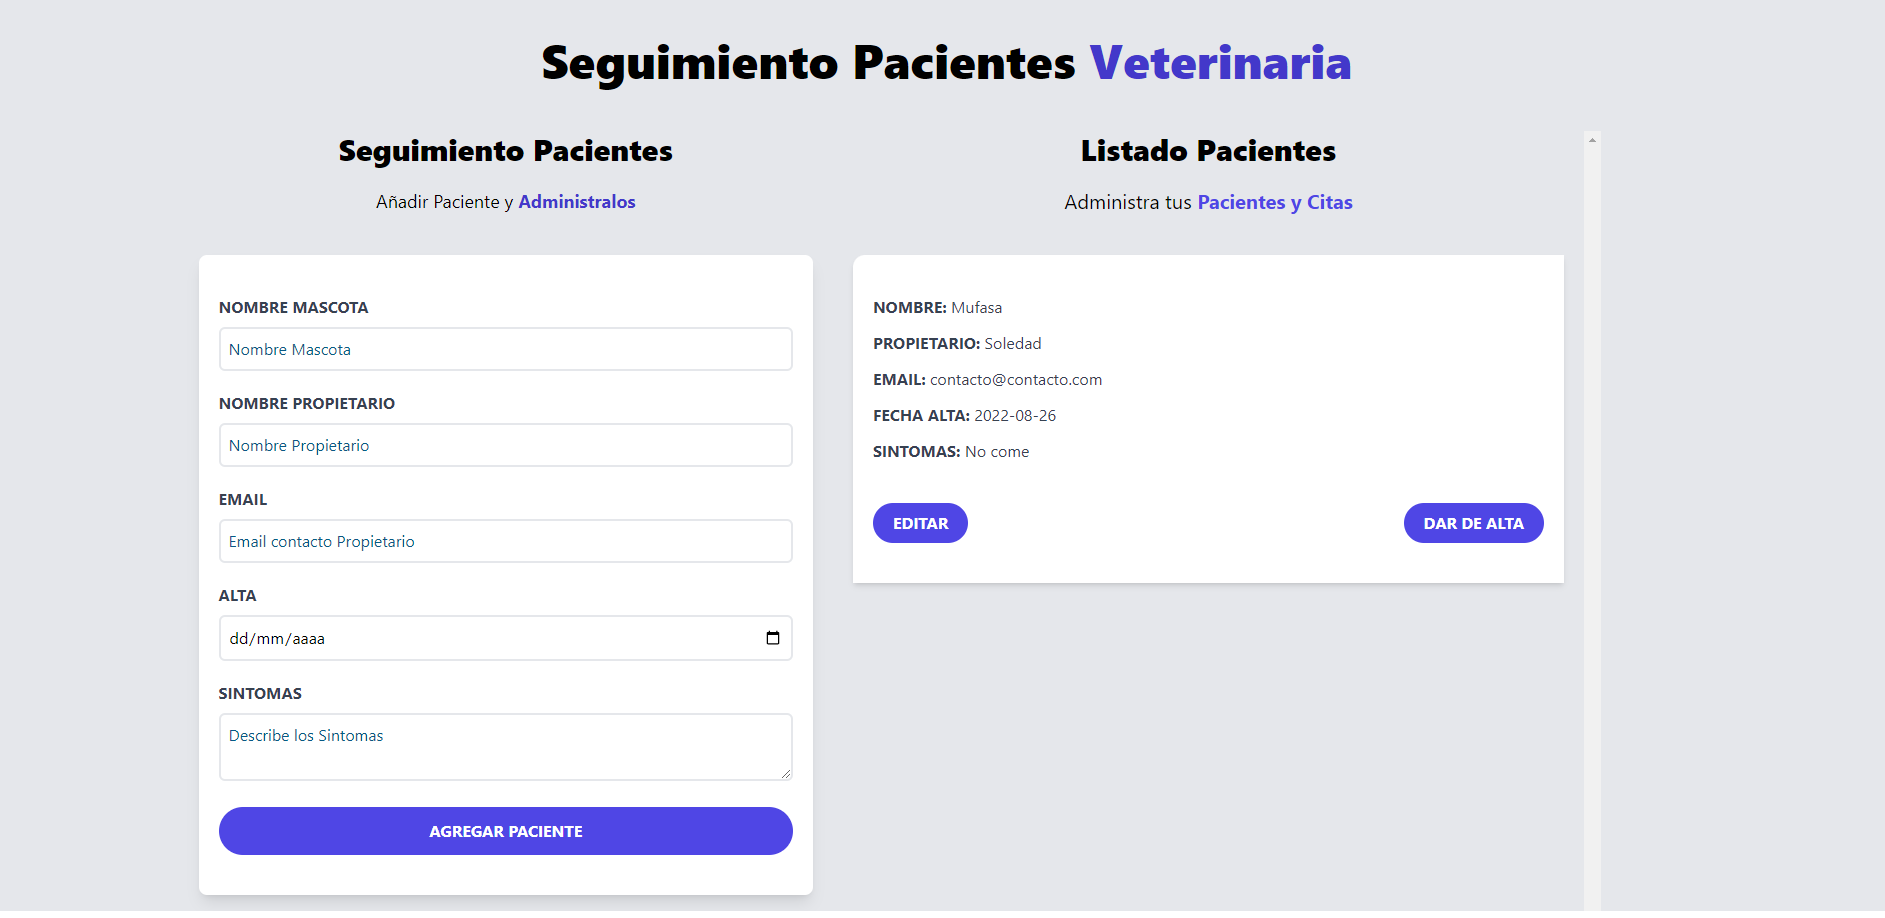 Seguimiento Pacientes Veterinaria
Seguimiento Pacientes
Añadir Paciente y Administralos
NOMBRE MASCOTA
Nombre Mascota
NOMBRE PROPIETARIO
Nombre Propietario
EMAIL
Email contacto Propietario
ALTA
dd/mm/aaaa
SINTOMAS
Describe los Sintomas
AGREGAR PACIENTE
Listado Pacientes
Administra tus Pacientes y Citas
NOMBRE: Mufasa
PROPIETARIO: Soledad
EMAIL: contacto@contacto.com
FECHA ALTA: 2022-08-26
SINTOMAS: No come
EDITAR
DAR DE ALTA